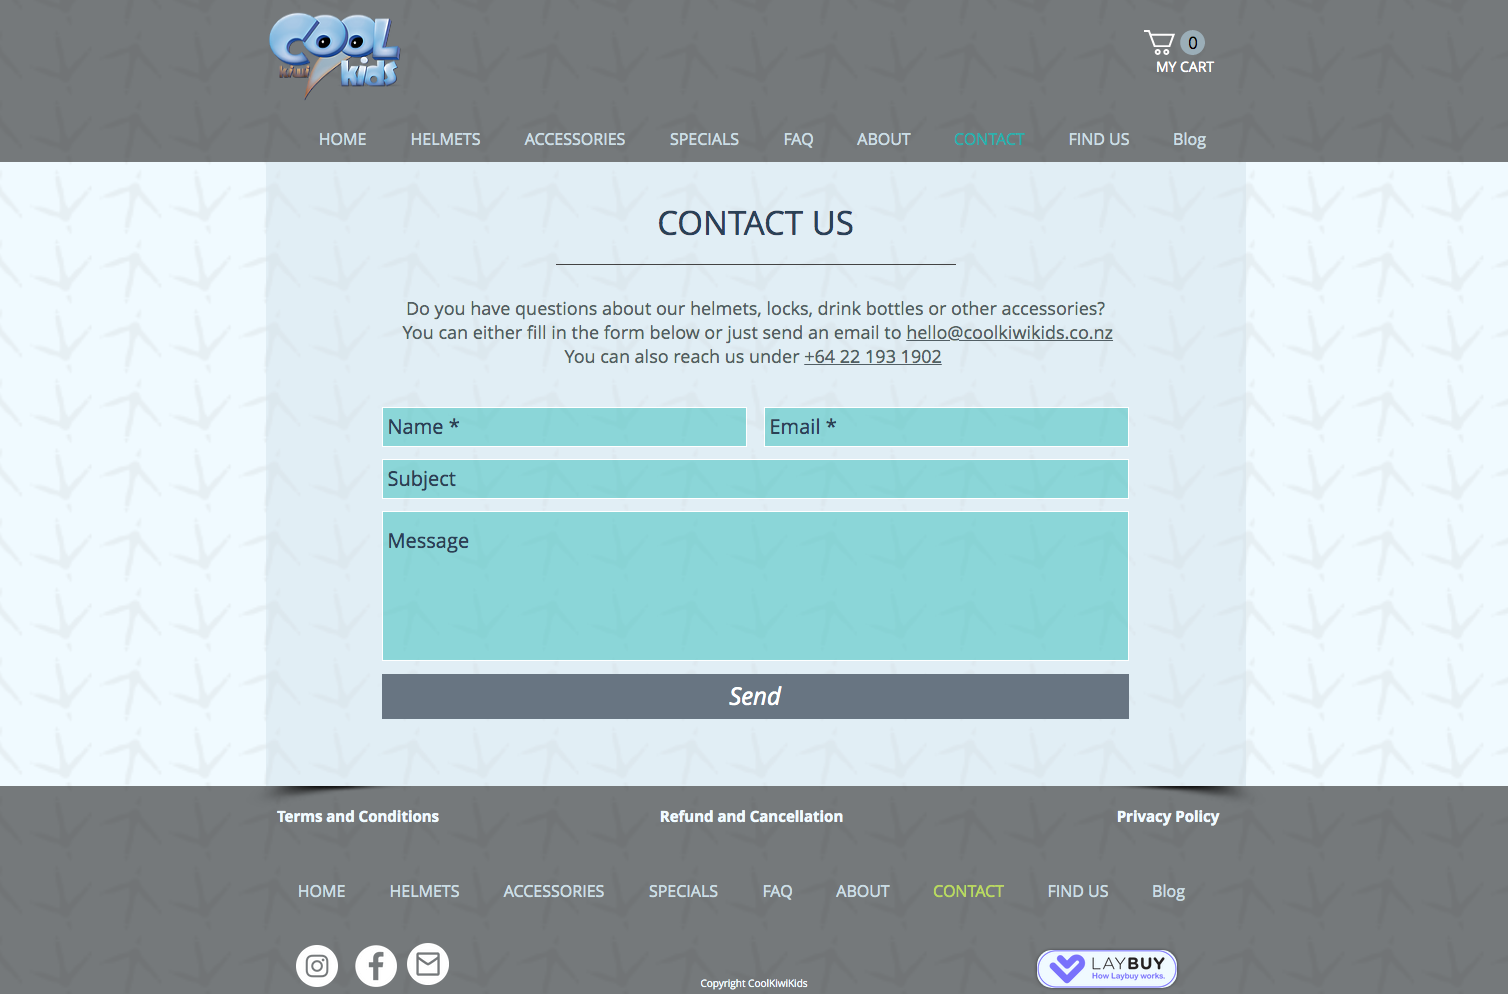 COOL
kiwi kids
0
MY CART
HOME HELMETS ACCESSORIES SPECIALS FAQ ABOUT CONTACT FIND US Blog
CONTACT US
Do you have questions about our helmets, locks, drink bottles or other accessories?
You can either fill in the form below or just send an email to hello@coolkiwikids.co.nz
You can also reach us under +64 22 193 1902
Name * Email *
Subject
Message
Send
Terms and Conditions Refund and Cancellation Privacy Policy
HOME HELMETS ACCESSORIES SPECIALS FAQ ABOUT CONTACT FIND US Blog
LAYBUY
How Laybuy works.
Copyright CoolKiwiKids